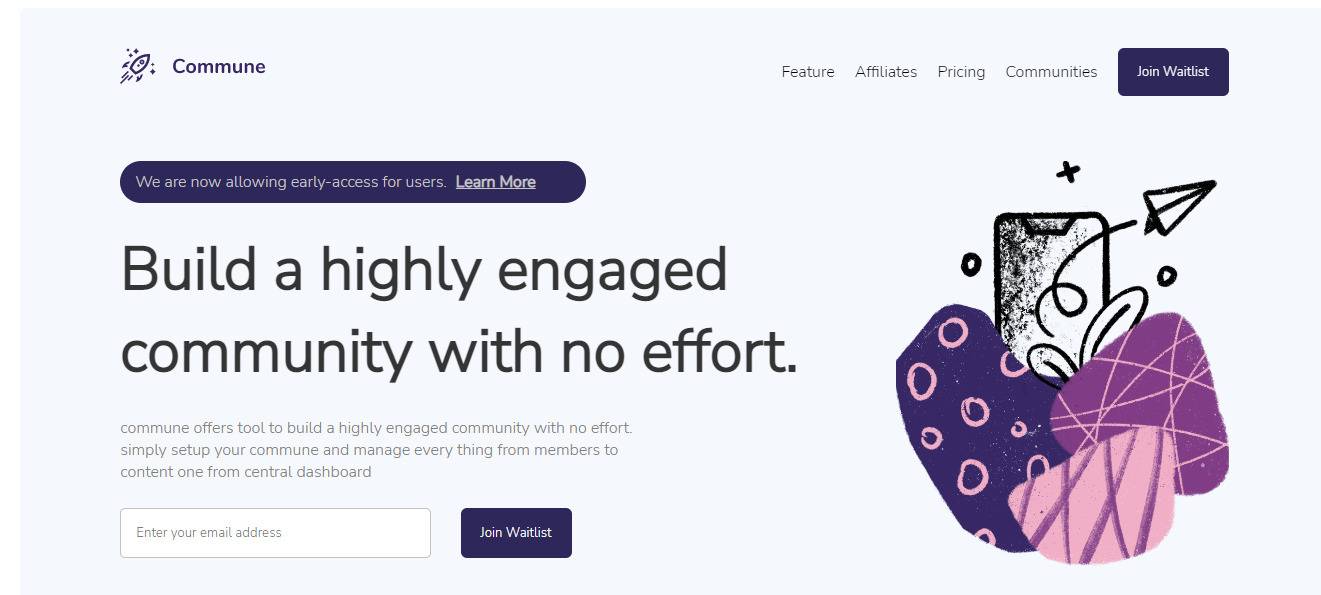 Commune
Feature Affiliates Pricing Communities Join Waitlist
We are now allowing early-access for users. Learn More
Build a highly engaged
community with no effort.
commune offers tool to build a highly engaged community with no effort.
simply setup your commune and manage every thing from members to
content one from central dashboard
Enter your email address Join Waitlist